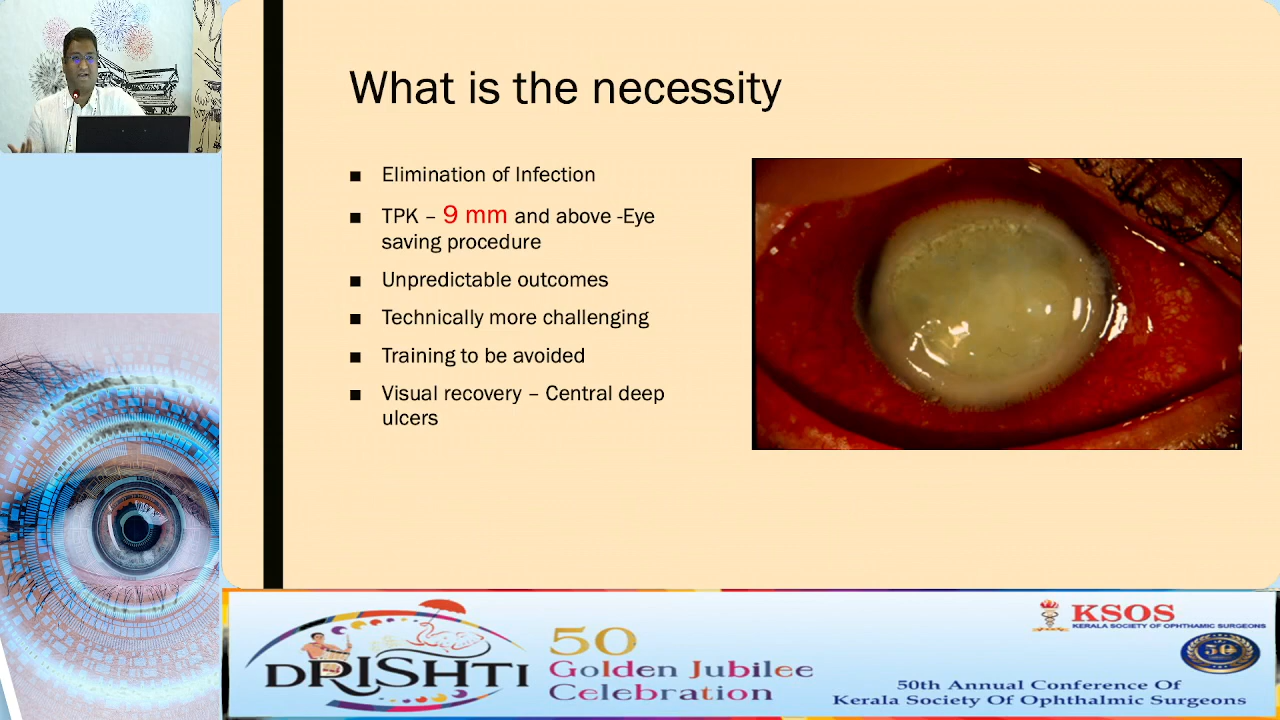 What is the necessity
■ Elimination of Infection
■ TPK – 9 mm and above -Eye
saving procedure
■ Unpredictable outcomes
■ Technically more challenging
■ Training to be avoided
■ Visual recovery – Central deep
ulcers
DRISHTI
50
Golden Jubilee
Celebration
KSOS
KERALA SOCIETY OF OPHTHAMIC SURGEONS
50
50th Annual Conference Of
Kerala Society Of Ophthalmic Surgeons